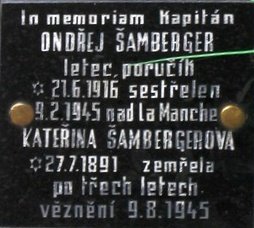 In memoriam Kapitán
ONDŘEJ ŠAMBERGER
letec, poručík
✡21.6.1916 sestřelen
9.2.1945 nad la Manche
KATEŘINA ŠAMBERGEROVA
✡27.7.1891 zemřela
po třech letech
věznění 9.8.1945